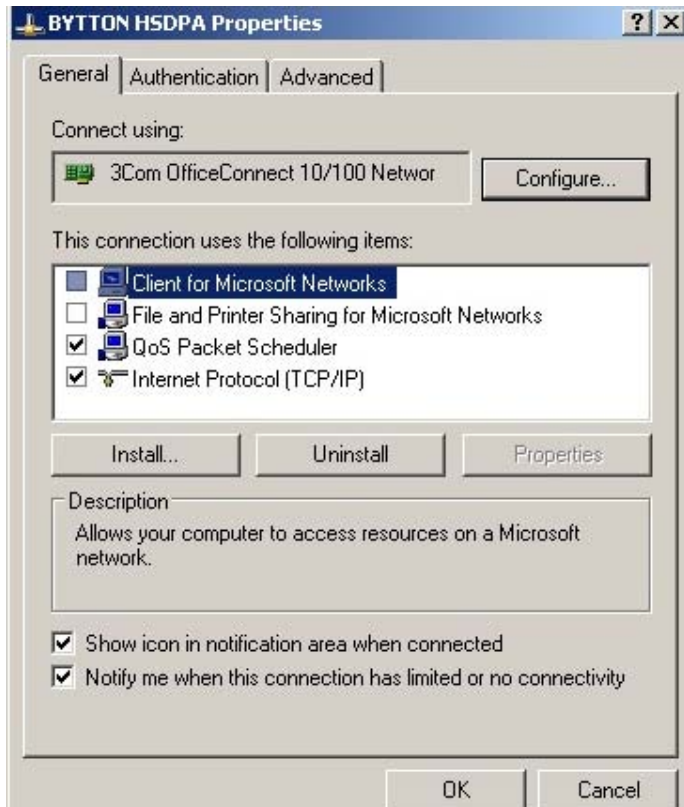 BYTTON HSDPA Properties
General Authentication Advanced
Connect using:
3Com OfficeConnect 10/100 Networ
Configure...
This connection uses the following items:
Client for Microsoft Networks
File and Printer Sharing for Microsoft Networks
QoS Packet Scheduler
Internet Protocol (TCP/IP)
Install... Uninstall Properties
Description
Allows your computer to access resources on a Microsoft
network.
Show icon in notification area when connected
Notify me when this connection has limited or no connectivity
OK Cancel